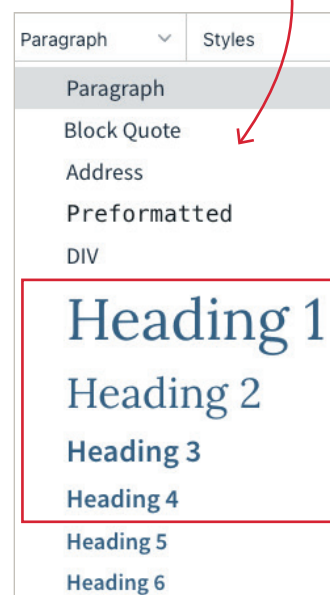 Paragraph Styles
Paragraph
Block Quote
Address
Preformatted
DIV
Heading 1
Heading 2
Heading 3
Heading 4
Heading 5
Heading 6